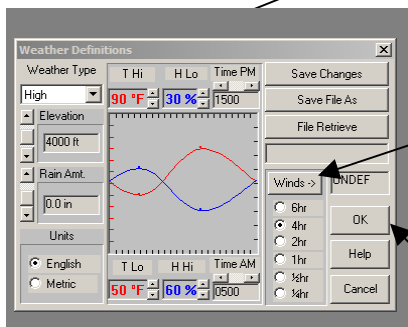 Weather Definitions
Weather Type
High
Elevation
4000 ft
Rain Amt.
0.0 in
Units
English
Metric
T Hi H Lo Time PM
90 °F 30 % 1500
T Lo H Hi Time AM
50 °F 60 % 0500
Save Changes
Save File As
File Retrieve
Winds -> UNDEF
6hr
4hr
2hr
1hr
½hr
¼hr
OK
Help
Cancel